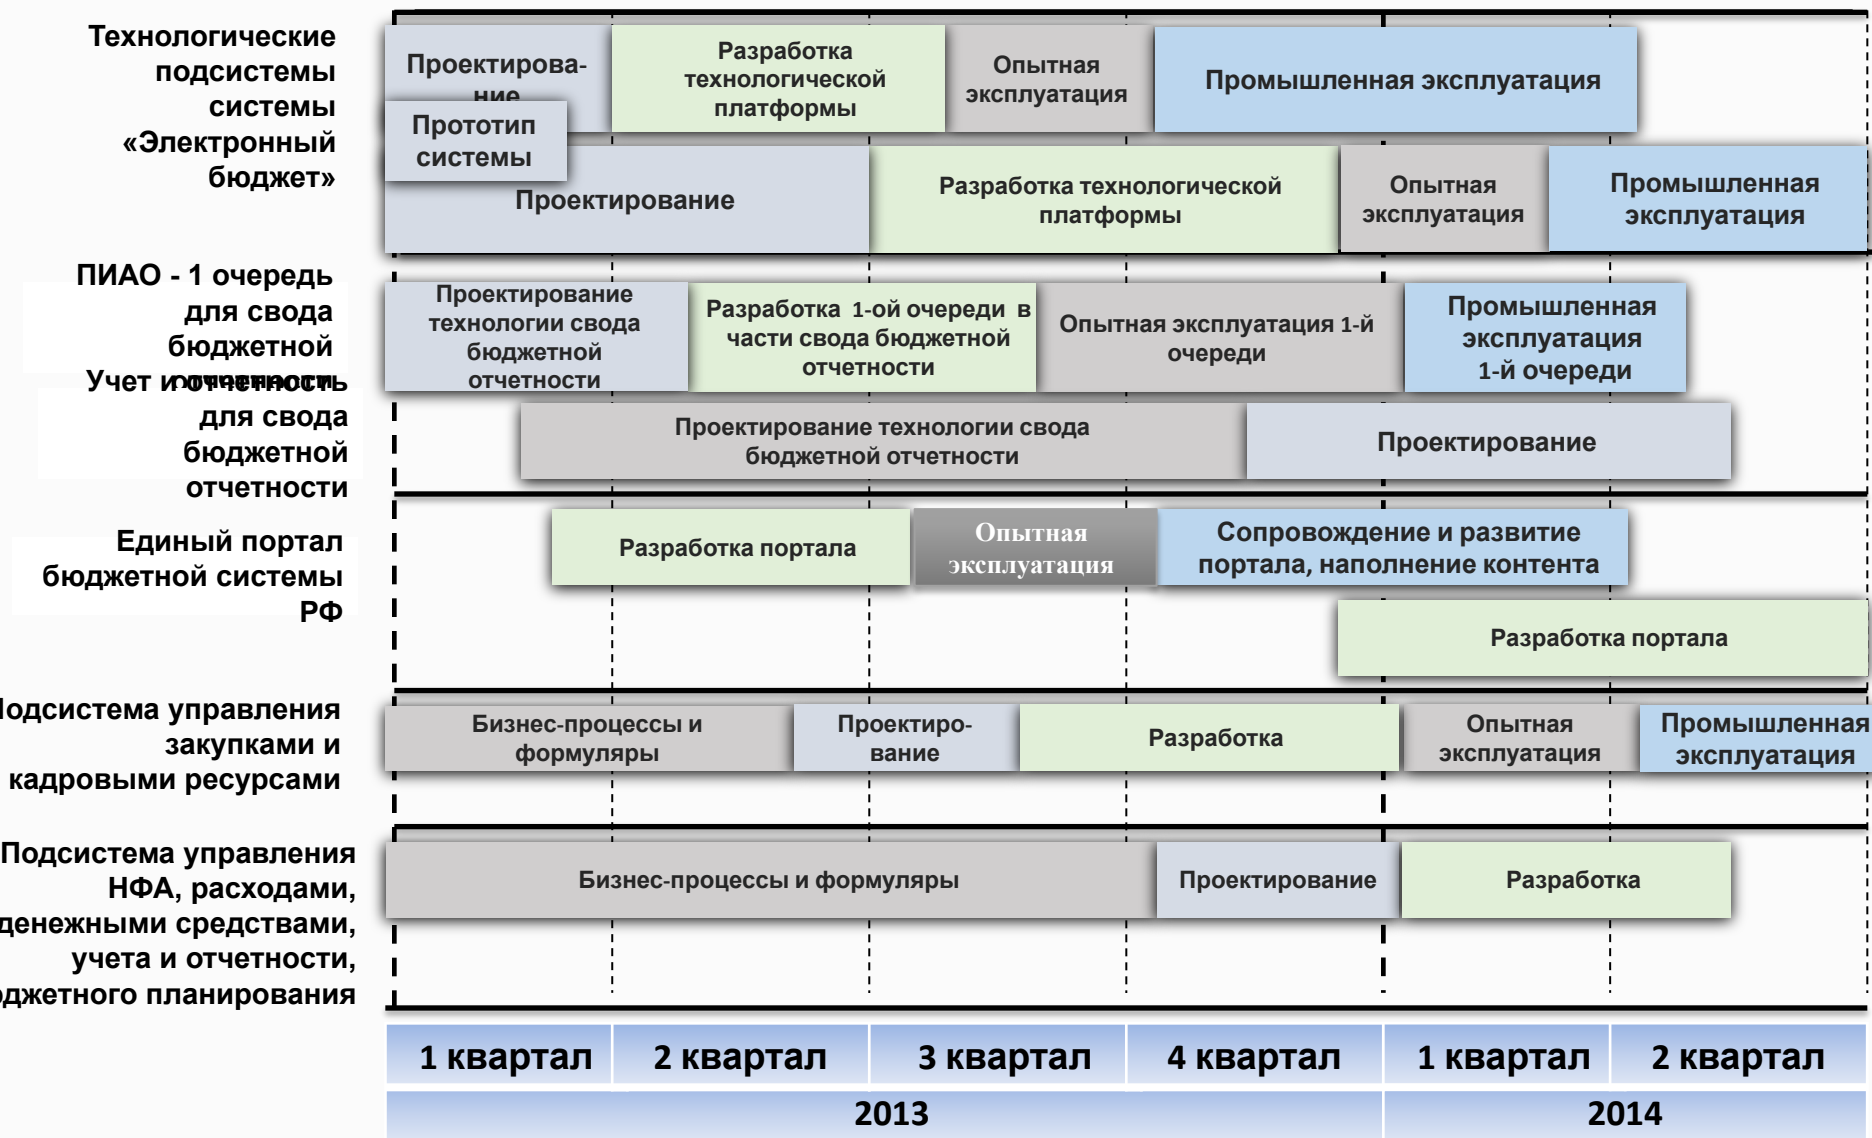 Технологические
подсистемы
системы
«Электронный
бюджет»
Проектирова-
ние
Разработка
технологической
платформы
Опытная
эксплуатация
Промышленная эксплуатация
Прототип
системы
Проектирование
Разработка технологической
платформы
Опытная
эксплуатация
Промышленная
эксплуатация
ПИАО - 1 очередь
для свода
бюджетной
Проектирование
технологии свода
бюджетной
отчетности
Разработка 1-ой очереди в
части свода бюджетной
отчетности
Опытная эксплуатация 1-й
очереди
Промышленная
эксплуатация
1-й очереди
Учет и отчетность
для свода
бюджетной
отчетности
Проектирование технологии свода
бюджетной отчетности
Проектирование
Единый портал
бюджетной системы
РФ
Разработка портала
Опытная
эксплуатация
Сопровождение и развитие
портала, наполнение контента
Разработка портала
Подсистема управления
закупками и
кадровыми ресурсами
Бизнес-процессы и
формуляры
Проектиро-
вание
Разработка
Опытная
эксплуатация
Промышленная
эксплуатация
Подсистема управления
НФА, расходами,
денежными средствами,
учета и отчетности,
юджетного планирования
Бизнес-процессы и формуляры
Проектирование
Разработка
1 квартал
2 квартал
3 квартал
4 квартал
1 квартал
2 квартал
2013
2014